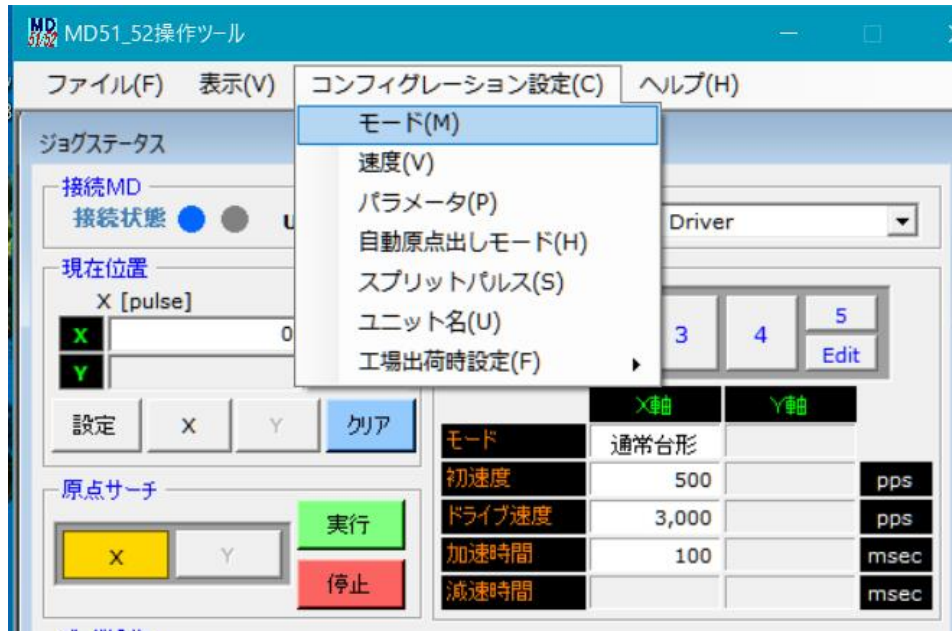 MD51_52操作ツール
ファイル(F) 表示(V) コンフィグレーション設定(C) ヘルプ(H)
モード(M)
速度(V)
パラメータ(P)
自動原点出しモード(H)
スプリットパルス(S)
ユニット名(U)
工場出荷時設定(F)
ジョグステータス
接続MD
接続状態
Driver
現在位置
X [pulse]
X 0
Y
設定 X Y クリア
原点サーチ
X Y 実行
停止
3 4 5
Edit
X軸 Y軸
モード 通常台形
初速度 500 pps
ドライブ速度 3,000 pps
加速時間 100 msec
減速時間 msec